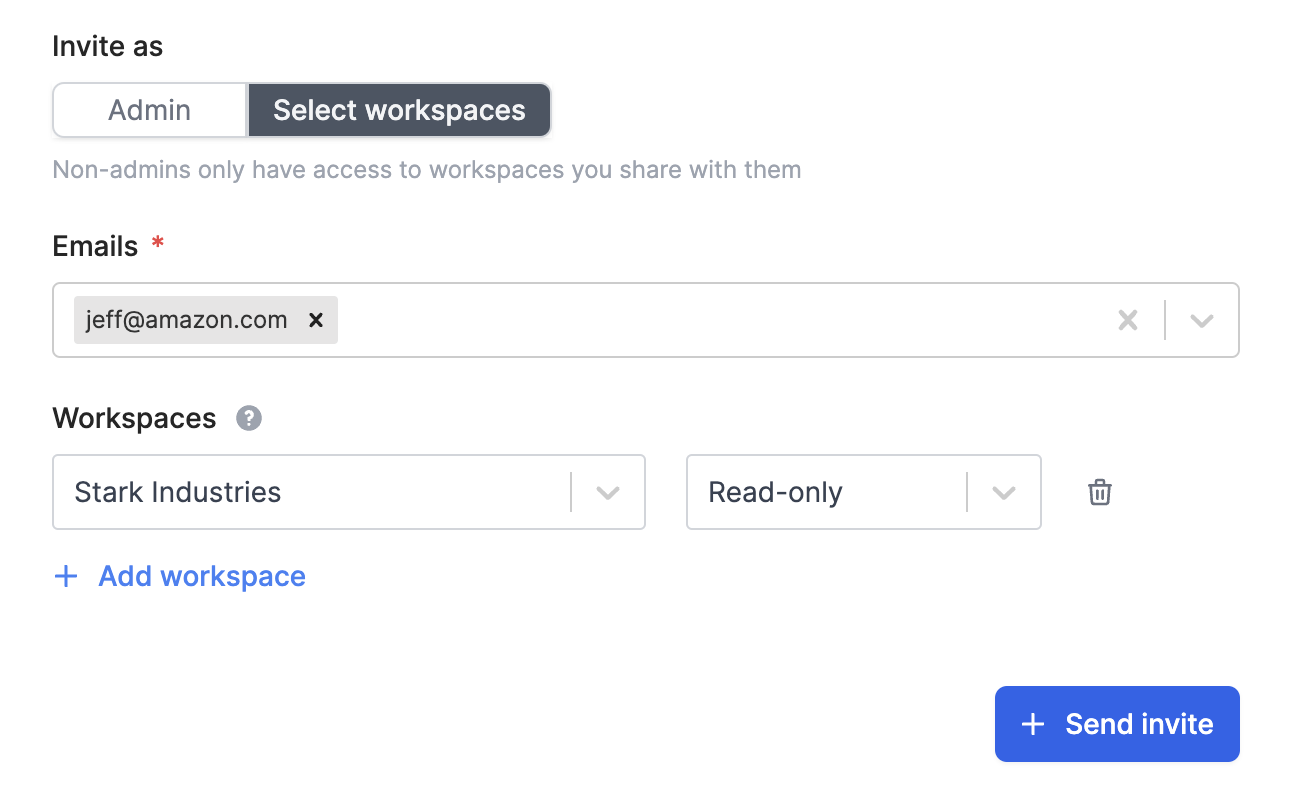 Invite as
Admin Select workspaces
Non-admins only have access to workspaces you share with them
Emails *
jeff@amazon.com
Workspaces ?
Stark Industries Read-only
+ Add workspace
+ Send invite